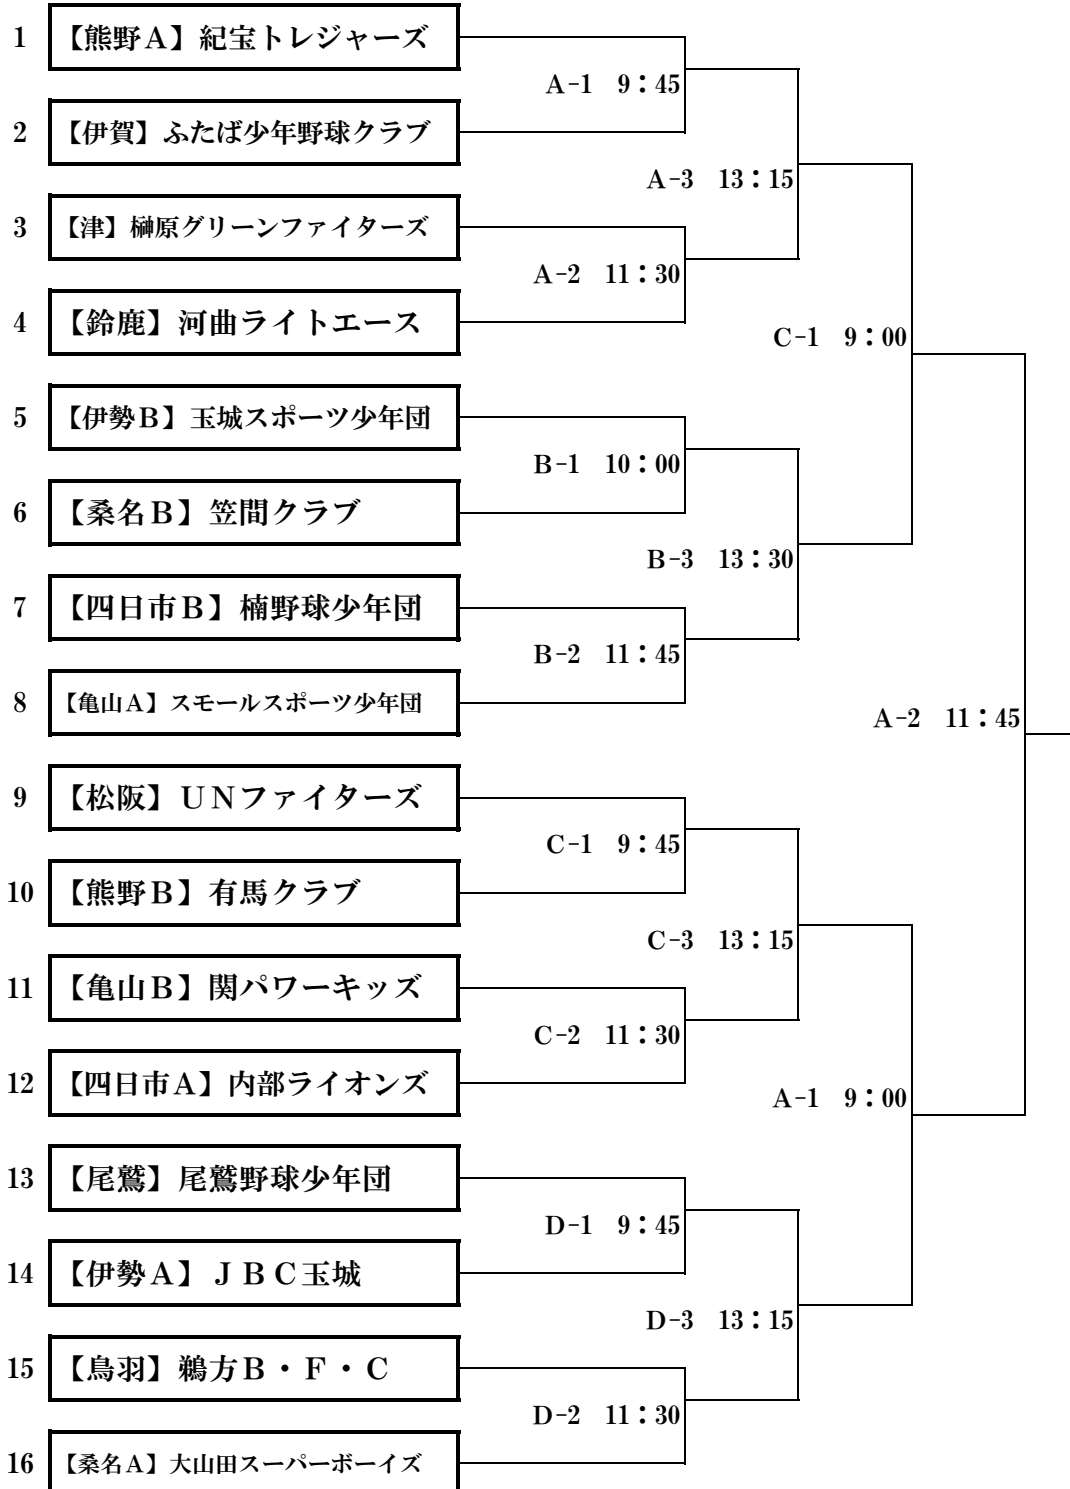 1 【熊野Ａ】紀宝トレジャーズ
A-1 9：45
2 【伊賀】ふたば少年野球クラブ
A-3 13：15
3 【津】榊原グリーンファイターズ
A-2 11：30
4 【鈴鹿】河曲ライトエース
C-1 9：00
5 【伊勢Ｂ】玉城スポーツ少年団
B-1 10：00
6 【桑名Ｂ】笠間クラブ
B-3 13：30
7 【四日市Ｂ】楠野球少年団
B-2 11：45
8 【亀山Ａ】スモールスポーツ少年団
A-2 11：45
9 【松阪】ＵＮファイターズ
C-1 9：45
10 【熊野Ｂ】有馬クラブ
C-3 13：15
11 【亀山Ｂ】関パワーキッズ
C-2 11：30
12 【四日市Ａ】内部ライオンズ
A-1 9：00
13 【尾鷲】尾鷲野球少年団
D-1 9：45
14 【伊勢Ａ】ＪＢＣ玉城
D-3 13：15
15 【鳥羽】鵜方Ｂ・Ｆ・Ｃ
D-2 11：30
16 【桑名Ａ】大山田スーパーボーイズ